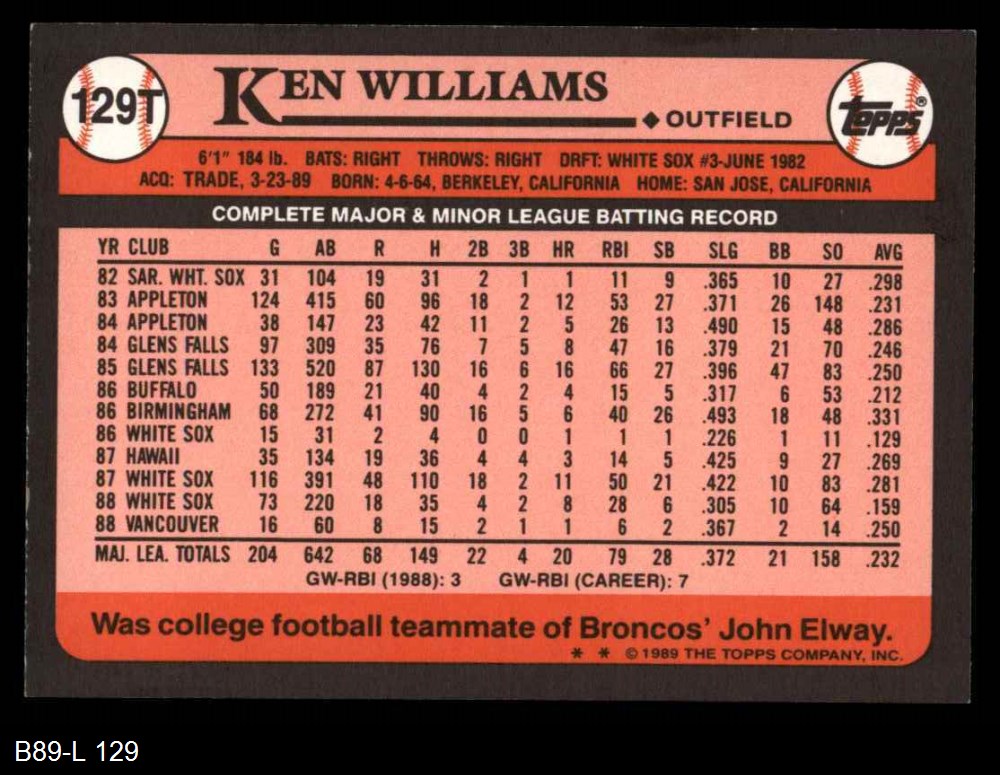 129T
KEN WILLIAMS
◆ OUTFIELD
TOPPS®
6'1" 184 lb. BATS: RIGHT THROWS: RIGHT DRFT: WHITE SOX #3-JUNE 1982
ACQ: TRADE, 3-23-89 BORN: 4-6-64, BERKELEY, CALIFORNIA HOME: SAN JOSE, CALIFORNIA
COMPLETE MAJOR & MINOR LEAGUE BATTING RECORD
YR CLUB G AB R H 2B 3B HR RBI SB SLG BB SO AVG
82 SAR. WHT. SOX 31 104 19 31 2 1 1 11 9 .365 10 27 .298
83 APPLETON 124 415 60 96 18 2 12 53 27 .371 26 148 .231
84 APPLETON 38 147 23 42 11 2 5 26 13 .490 15 48 .286
84 GLENS FALLS 97 309 35 76 7 5 8 47 16 .379 21 70 .246
85 GLENS FALLS 133 520 87 130 16 6 16 66 27 .396 47 83 .250
86 BUFFALO 50 189 21 40 4 2 4 15 5 .317 6 53 .212
86 BIRMINGHAM 68 272 41 90 16 5 6 40 26 .493 18 48 .331
86 WHITE SOX 15 31 2 4 0 0 1 1 1 .226 1 11 .129
87 HAWAII 35 134 19 36 4 4 3 14 5 .425 9 27 .269
87 WHITE SOX 116 391 48 110 18 2 11 50 21 .422 10 83 .281
88 WHITE SOX 73 220 18 35 4 2 8 28 6 .305 10 64 .159
88 VANCOUVER 16 60 8 15 2 1 1 6 2 .367 2 14 .250
MAJ. LEA. TOTALS 204 642 68 149 22 4 20 79 28 .372 21 158 .232
GW-RBI (1988): 3 GW-RBI (CAREER): 7
Was college football teammate of Broncos' John Elway.
* * © 1989 THE TOPPS COMPANY, INC.
B89-L 129